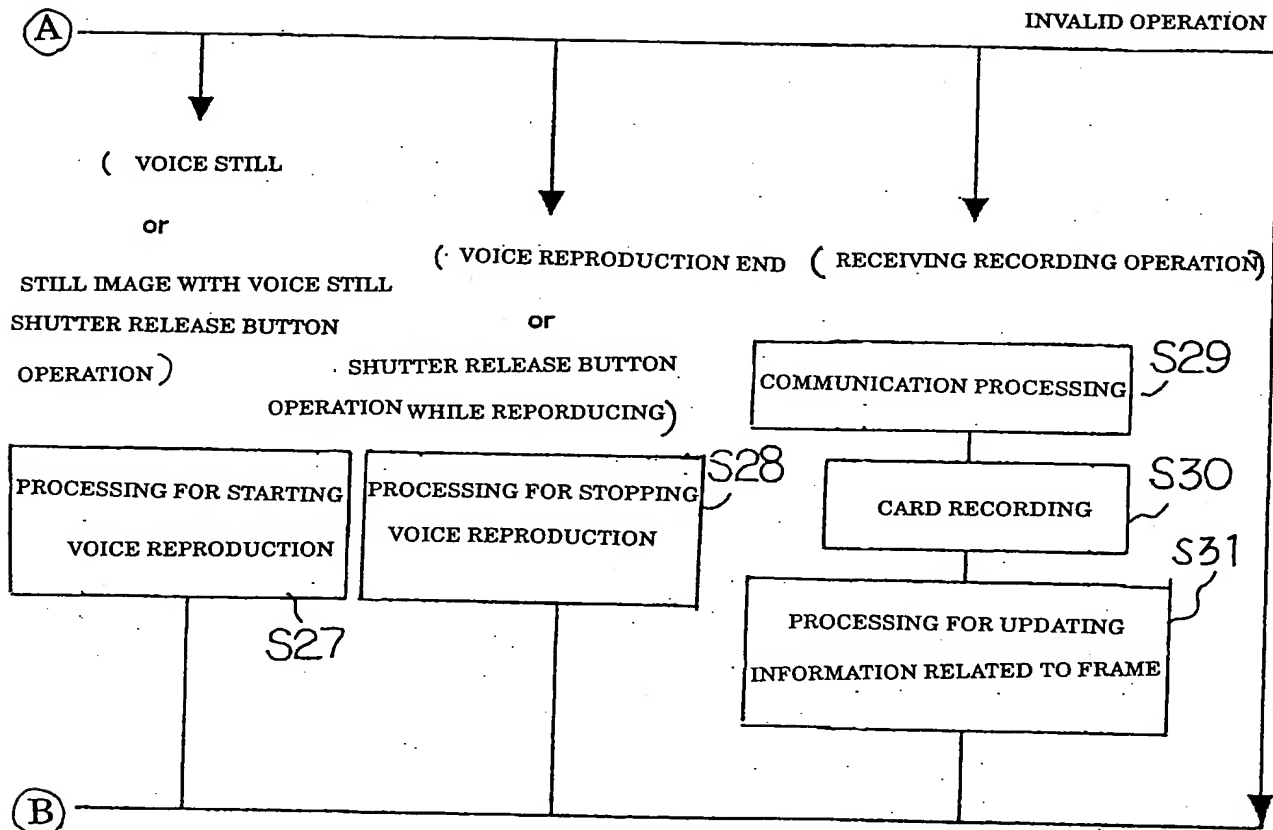 A
INVALID OPERATION
( VOICE STILL
or
STILL IMAGE WITH VOICE STILL
SHUTTER RELEASE BUTTON
OPERATION )
( VOICE REPRODUCTION END
or
SHUTTER RELEASE BUTTON
OPERATION WHILE REPORDUCING)
( RECEIVING RECORDING OPERATION)
PROCESSING FOR STARTING
VOICE REPRODUCTION
S27
PROCESSING FOR STOPPING
VOICE REPRODUCTION
S28
COMMUNICATION PROCESSING
S29
CARD RECORDING
S30
PROCESSING FOR UPDATING
INFORMATION RELATED TO FRAME
S31
B